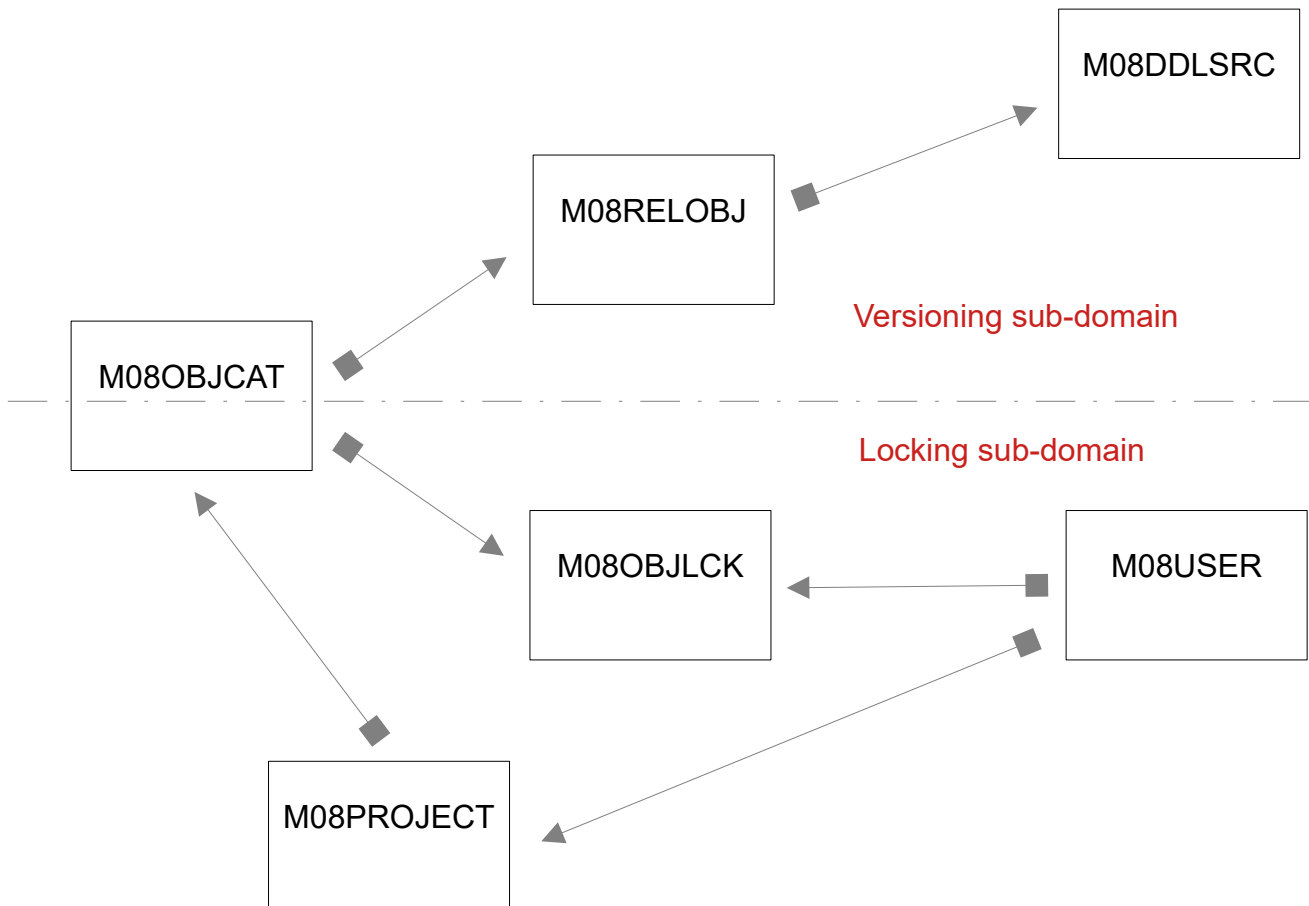 M08DDLSRC
M08RELOBJ
Versioning sub-domain
M08OBJCAT
Locking sub-domain
M08OBJLCK
M08USER
M08PROJECT